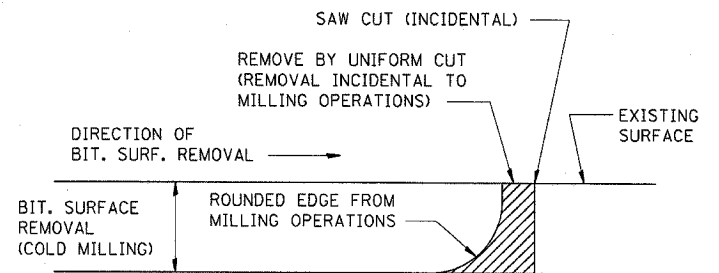 SAW CUT (INCIDENTAL)
REMOVE BY UNIFORM CUT
(REMOVAL INCIDENTAL TO
MILLING OPERATIONS)
EXISTING
SURFACE
DIRECTION OF
BIT. SURF. REMOVAL
BIT. SURFACE
REMOVAL
(COLD MILLING)
ROUNDED EDGE FROM
MILLING OPERATIONS